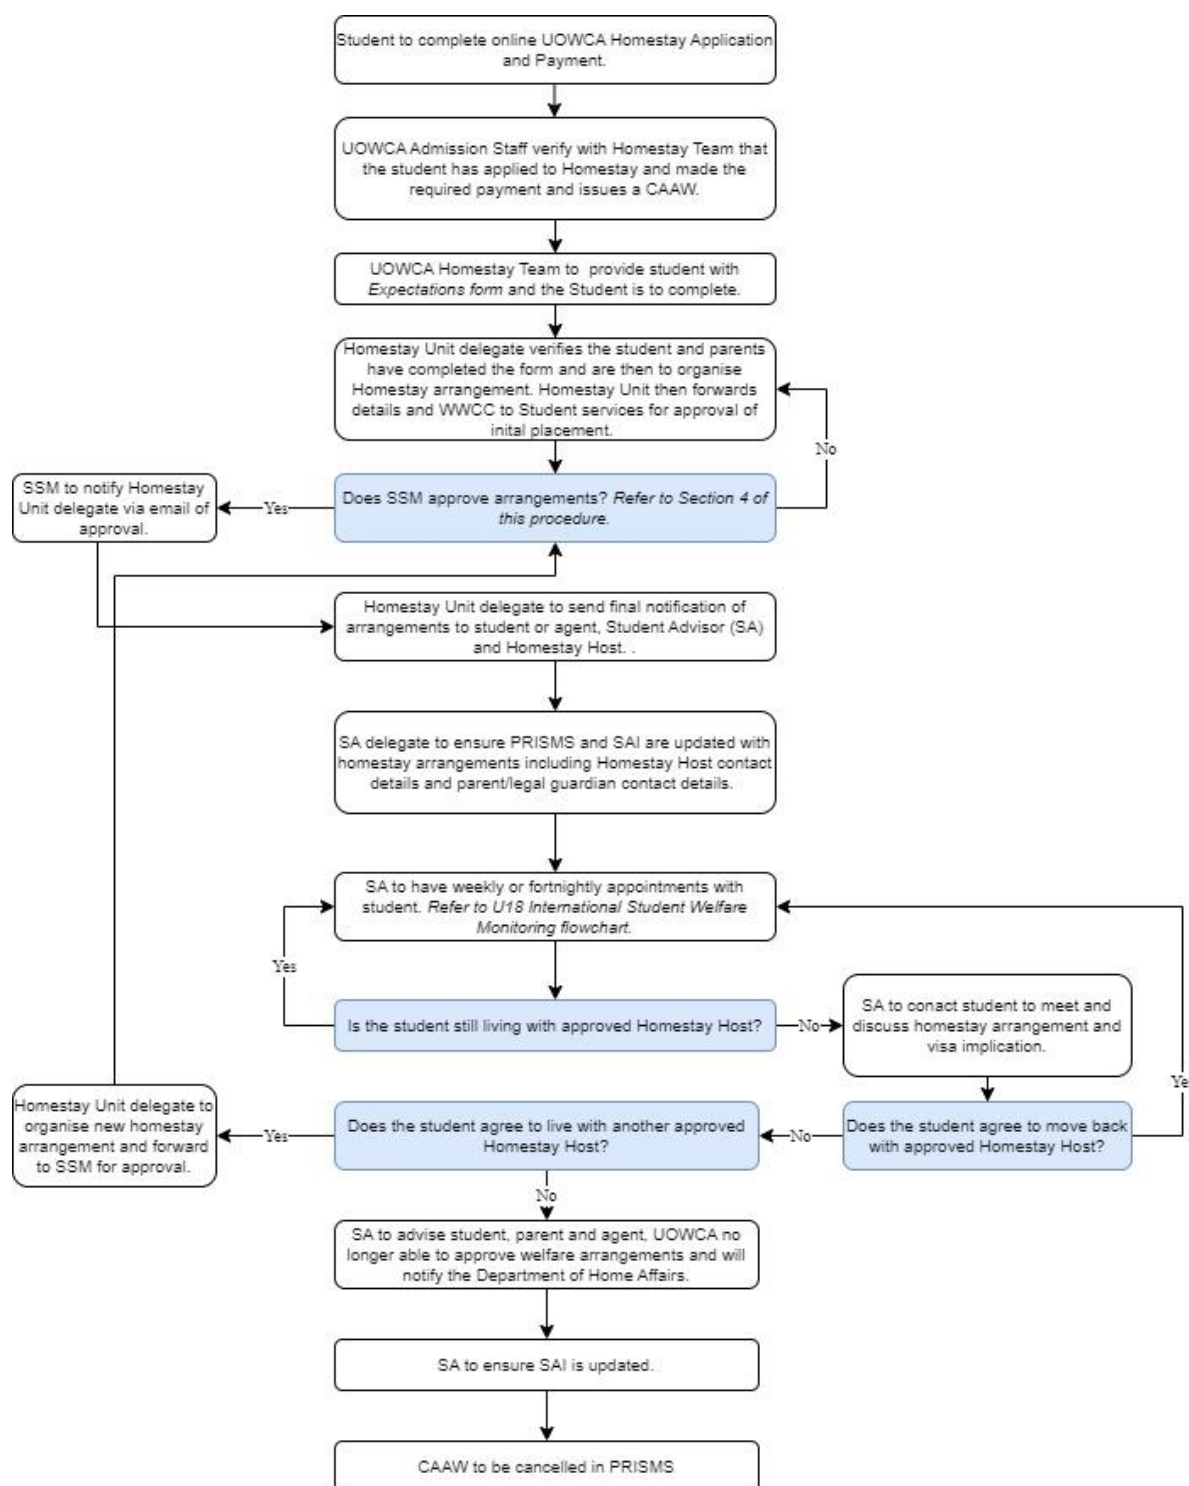 Student to complete online UOWCA Homestay Application
and Payment.
UOWCA Admission Staff verify with Homestay Team that
the student has applied to Homestay and made the
required payment and issues a CAAW.
UOWCA Homestay Team to provide student with
Expectations form and the Student is to complete.
Homestay Unit delegate verifies the student and parents
have completed the form and are then to organise
Homestay arrangement. Homestay Unit then forwards
details and WWCC to Student services for approval of
inital placement.
No
SSM to notify Homestay
Unit delegate via email of
approval.
Yes
Does SSM approve arrangements? Refer to Section 4 of
this procedure.
Homestay Unit delegate to send final notification of
arrangements to student or agent, Student Advisor (SA)
and Homestay Host. .
SA delegate to ensure PRISMS and SAI are updated with
homestay arrangements including Homestay Host contact
details and parent/legal guardian contact details.
SA to have weekly or fortnightly appointments with
student. Refer to U18 International Student Welfare
Monitoring flowchart.
Yes
Is the student still living with approved Homestay Host?
No
SA to conact student to meet and
discuss homestay arrangement and
visa implication.
Ye
Homestay Unit delegate to
organise new homestay
arrangement and forward
to SSM for approval.
Yes
Does the student agree to live with another approved
Homestay Host?
No
Does the student agree to move back
with approved Homestay Host?
No
SA to advise student, parent and agent, UOWCA no
longer able to approve welfare arrangements and will
notify the Department of Home Affairs.
SA to ensure SAI is updated.
CAAW to be cancelled in PRISMS